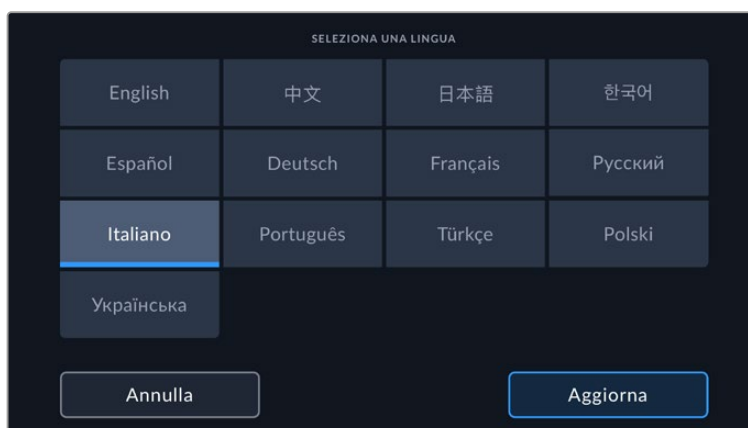 SELEZIONA UNA LINGUA
English 中文 日本語 한국어
Español Deutsch Français Русский
Italiano Português Türkçe Polski
Українська
Annulla Aggiorna